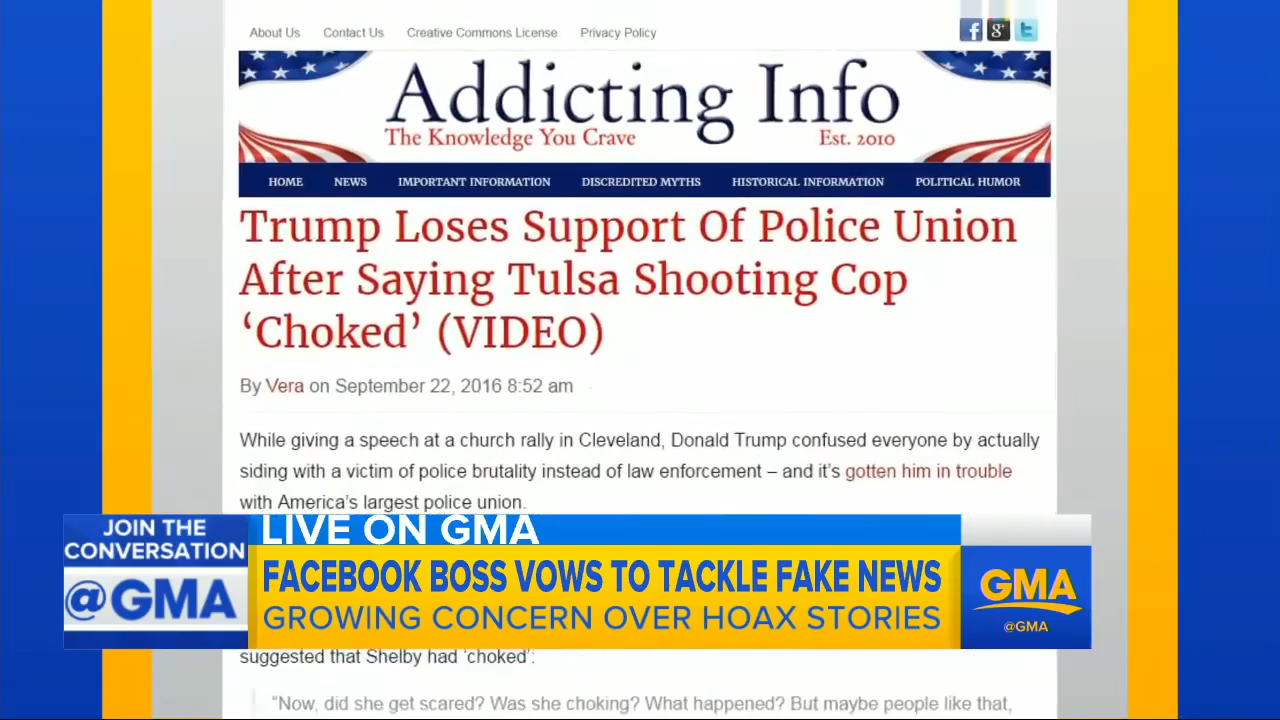 About Us Contact Us Creative Commons License Privacy Policy
f g+ t
Addicting Info
The Knowledge You Crave Est. 2010
HOME NEWS IMPORTANT INFORMATION DISCREDITED MYTHS HISTORICAL INFORMATION POLITICAL HUMOR
Trump Loses Support Of Police Union
After Saying Tulsa Shooting Cop
‘Choked’ (VIDEO)
By Vera on September 22, 2016 8:52 am
While giving a speech at a church rally in Cleveland, Donald Trump confused everyone by actually
siding with a victim of police brutality instead of law enforcement – and it’s gotten him in trouble
with America’s largest police union.
JOIN THE
CONVERSATION
@GMA
LIVE ON GMA
FACEBOOK BOSS VOWS TO TACKLE FAKE NEWS
GROWING CONCERN OVER HOAX STORIES
GMA
@GMA
suggested that Shelby had ‘choked’:
“Now, did she get scared? Was she choking? What happened? But maybe people like that,